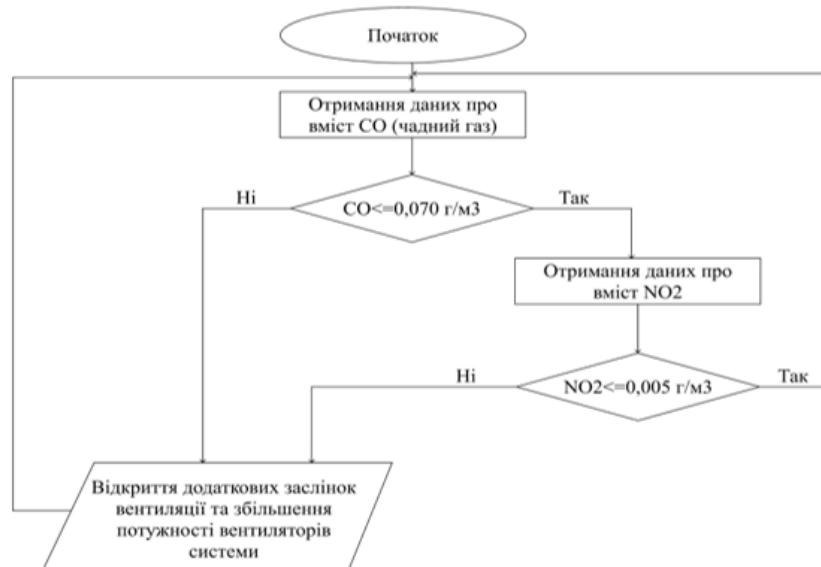 Початок
Отримання даних про
вміст CO (чадний газ)
Ні
CO<=0,070 г/м3
Так
Отримання даних про
вміст NO2
Ні
NO2<=0,005 г/м3
Так
Відкриття додаткових заслінок
вентиляції та збільшення
потужності вентиляторів
системи